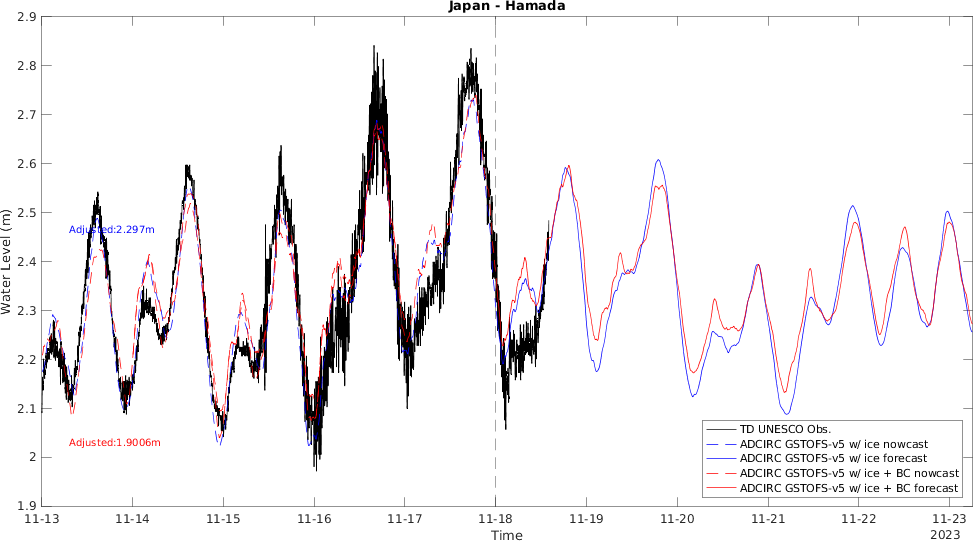 Japan - Hamada
2.9
2.8
2.7
2.6
2.5
2.4
2.3
2.2
2.1
2
1.9
Water Level (m)
Adjusted:2.297m
Adjusted:1.9006m
TD UNESCO Obs.
ADCIRC GSTOFS-v5 w/ ice nowcast
ADCIRC GSTOFS-v5 w/ ice forecast
ADCIRC GSTOFS-v5 w/ ice + BC nowcast
ADCIRC GSTOFS-v5 w/ ice + BC forecast
11-13 11-14 11-15 11-16 11-17 11-18 11-19 11-20 11-21 11-22 11-23
2023
Time